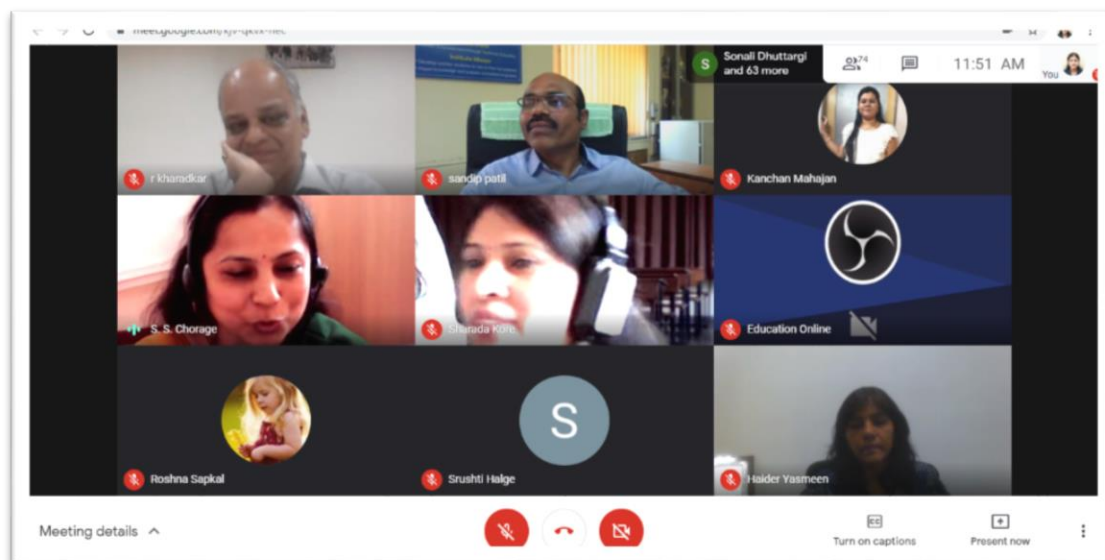 Sonali Dhuttargi
and 63 more
S
74
11:51 AM
You
r kharadkar
sandip patil
Kanchan Mahajan
S. S. Chorage
Sharada Kore
Education Online
S
Roshna Sapkal
Srushti Halge
Haider Yasmeen
Meeting details
CC
Turn on captions
Present now